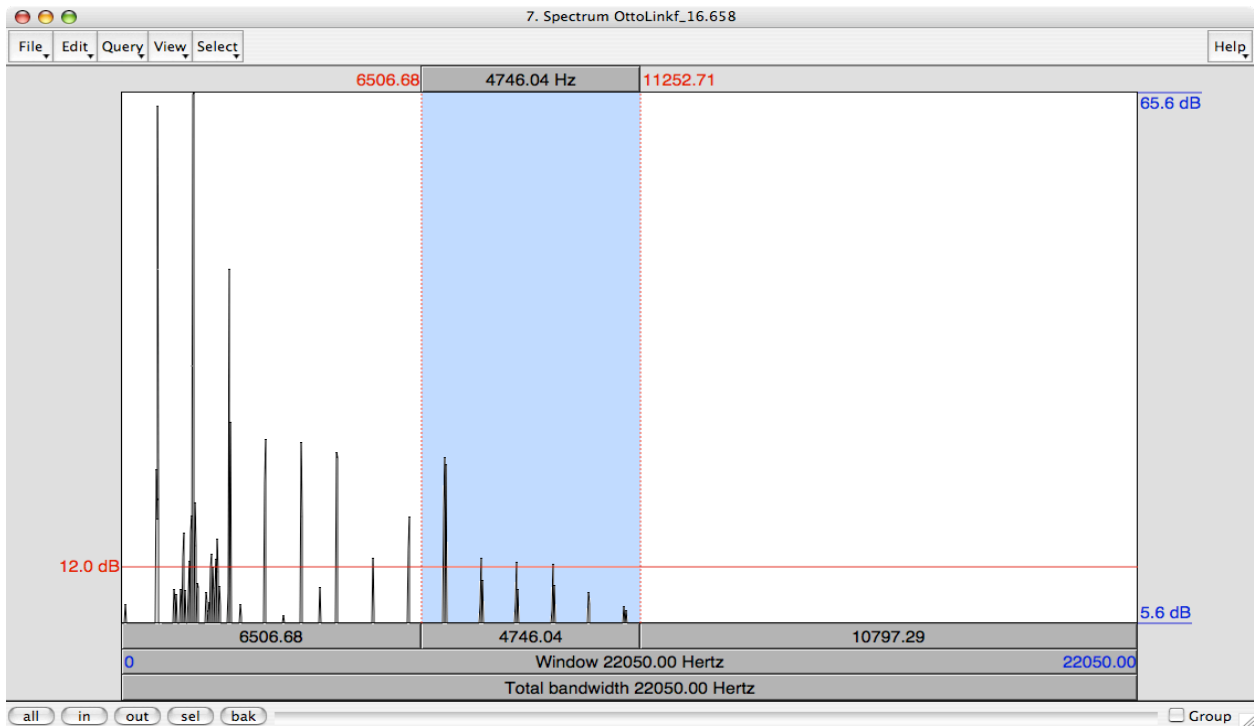 7. Spectrum OttoLinkf_16.658
File Edit Query View Select Help
6506.68 4746.04 Hz 11252.71
65.6 dB
12.0 dB
5.6 dB
6506.68 4746.04 10797.29
0 Window 22050.00 Hertz 22050.00
Total bandwidth 22050.00 Hertz
all in out sel bak Group